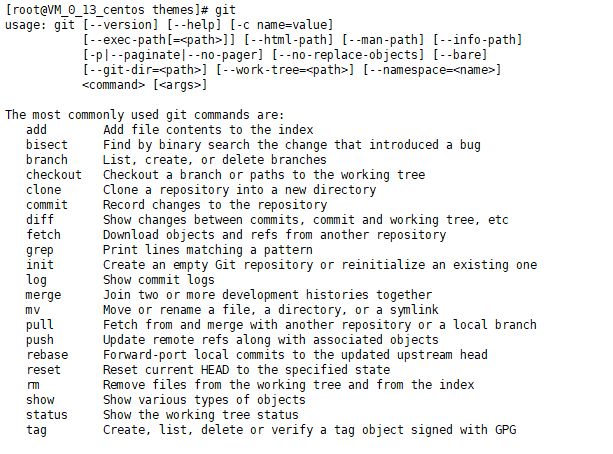 [root@VM_0_13_centos themes]# git
usage: git [--version] [--help] [-c name=value]
           [--exec-path[=<path>]] [--html-path] [--man-path] [--info-path]
           [-p|--paginate|--no-pager] [--no-replace-objects] [--bare]
           [--git-dir=<path>] [--work-tree=<path>] [--namespace=<name>]
           <command> [<args>]

The most commonly used git commands are:
   add        Add file contents to the index
   bisect     Find by binary search the change that introduced a bug
   branch     List, create, or delete branches
   checkout   Checkout a branch or paths to the working tree
   clone      Clone a repository into a new directory
   commit     Record changes to the repository
   diff       Show changes between commits, commit and working tree, etc
   fetch      Download objects and refs from another repository
   grep       Print lines matching a pattern
   init       Create an empty Git repository or reinitialize an existing one
   log        Show commit logs
   merge      Join two or more development histories together
   mv         Move or rename a file, a directory, or a symlink
   pull       Fetch from and merge with another repository or a local branch
   push       Update remote refs along with associated objects
   rebase     Forward-port local commits to the updated upstream head
   reset      Reset current HEAD to the specified state
   rm         Remove files from the working tree and from the index
   show       Show various types of objects
   status     Show the working tree status
   tag        Create, list, delete or verify a tag object signed with GPG